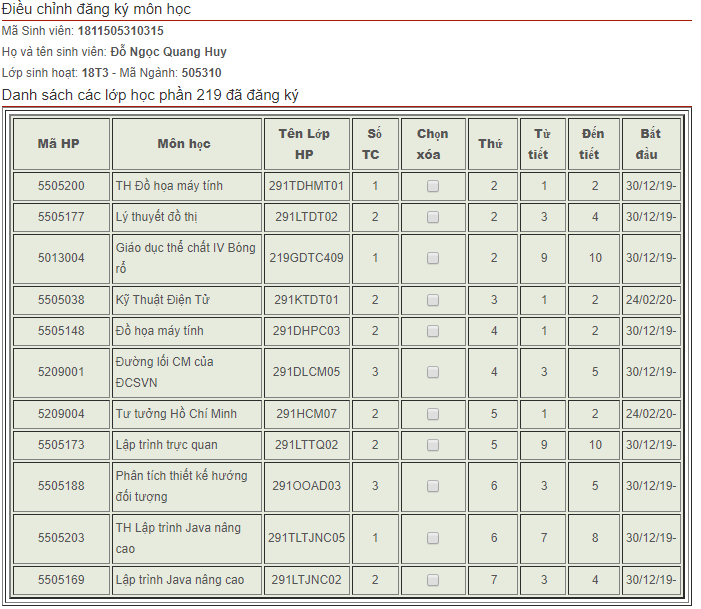 Điều chỉnh đăng ký môn học
Mã Sinh viên: 1811505310315
Họ và tên sinh viên: Đỗ Ngọc Quang Huy
Lớp sinh hoạt: 18T3 - Mã Ngành: 505310
Danh sách các lớp học phần 219 đã đăng ký
Mã HP Môn học Tên Lớp HP Số TC Chọn xóa Thứ Từ tiết Đến tiết Bắt đầu
5505200 TH Đồ họa máy tính 291TDHMT01 1 2 1 2 30/12/19-
5505177 Lý thuyết đồ thị 291LTDT02 2 2 3 4 30/12/19-
5013004 Giáo dục thể chất IV Bóng rổ 219GDTC409 1 2 9 10 30/12/19-
5505038 Kỹ Thuật Điện Tử 291KTDT01 2 3 1 2 24/02/20-
5505148 Đồ họa máy tính 291DHPC03 2 4 1 2 30/12/19-
5209001 Đường lối CM của ĐCSVN 291DLCM05 3 4 3 5 30/12/19-
5209004 Tư tưởng Hồ Chí Minh 291HCM07 2 5 1 2 24/02/20-
5505173 Lập trình trực quan 291LTTQ02 2 5 9 10 30/12/19-
5505188 Phân tích thiết kế hướng đối tượng 291OOAD03 3 6 3 5 30/12/19-
5505203 TH Lập trình Java nâng cao 291TLTJNC05 1 6 7 8 30/12/19-
5505169 Lập trình Java nâng cao 291LTJNC02 2 7 3 4 30/12/19-